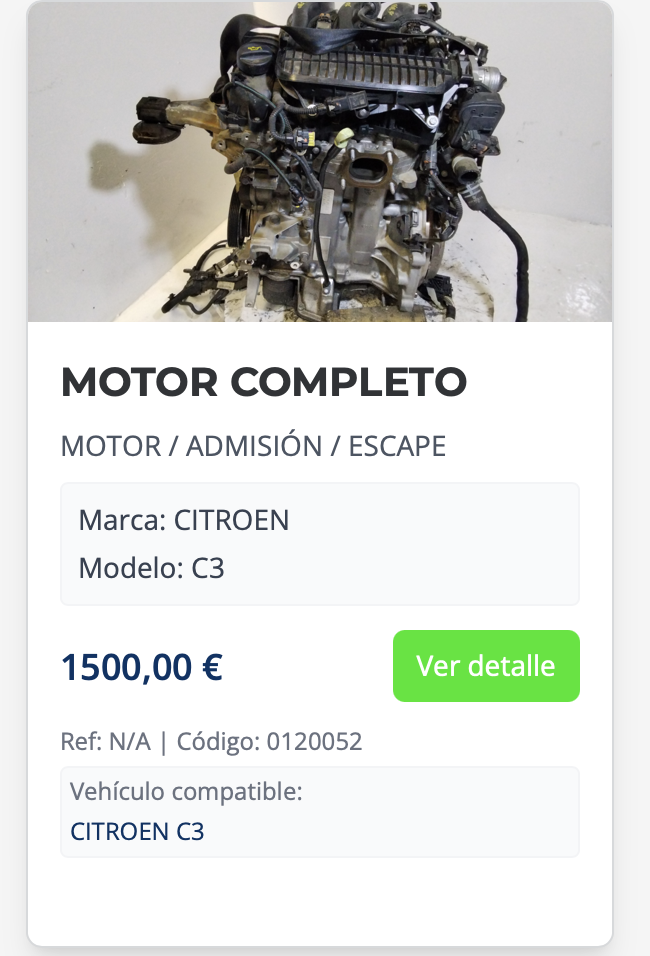 MOTOR COMPLETO
MOTOR / ADMISIÓN / ESCAPE
Marca: CITROEN
Modelo: C3
1500,00 €
Ver detalle
Ref: N/A | Código: 0120052
Vehículo compatible:
CITROEN C3